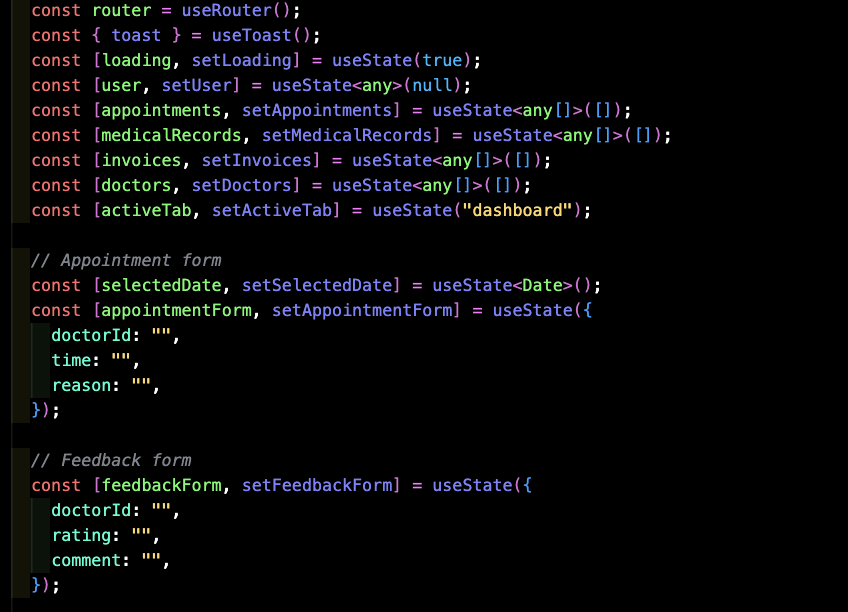 const router = useRouter();
const { toast } = useToast();
const [loading, setLoading] = useState(true);
const [user, setUser] = useState<any>(null);
const [appointments, setAppointments] = useState<any[]>([]);
const [medicalRecords, setMedicalRecords] = useState<any[]>([]);
const [invoices, setInvoices] = useState<any[]>([]);
const [doctors, setDoctors] = useState<any[]>([]);
const [activeTab, setActiveTab] = useState("dashboard");
// Appointment form
const [selectedDate, setSelectedDate] = useState<Date>();
const [appointmentForm, setAppointmentForm] = useState({
doctorId: "",
time: "",
reason: "",
});
// Feedback form
const [feedbackForm, setFeedbackForm] = useState({
doctorId: "",
rating: "",
comment: "",
});